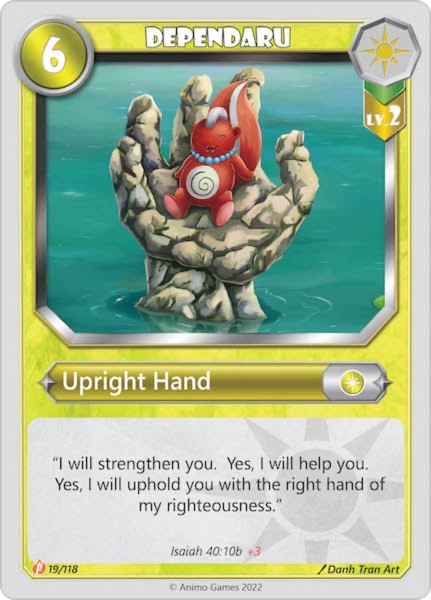 DEPENDARU
6
LV.2
Upright Hand
“I will strengthen you.  Yes, I will help you.
Yes, I will uphold you with the right hand of
my righteousness.”
Isaiah 40:10b +3
19/118
Danh Tran Art
© Animo Games 2022